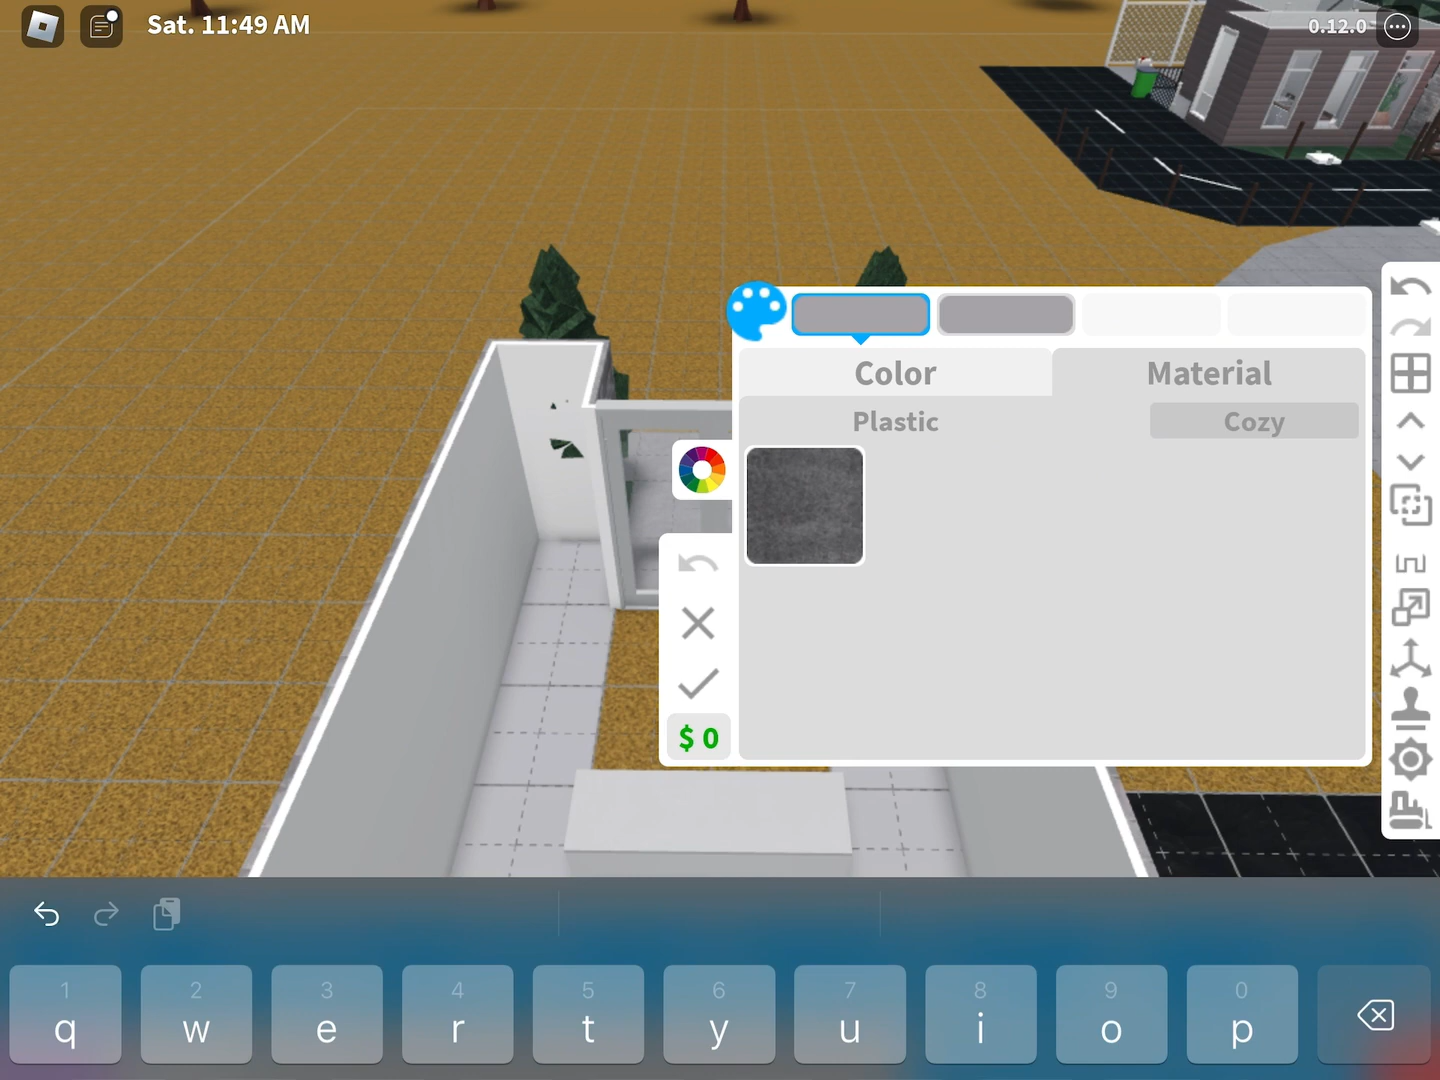 Sat. 11:49 AM
0.12.0
Color
Material
Plastic
Cozy
$ 0
1 2 3 4 5 6 7 8 9 0
q w e r t y u i o p